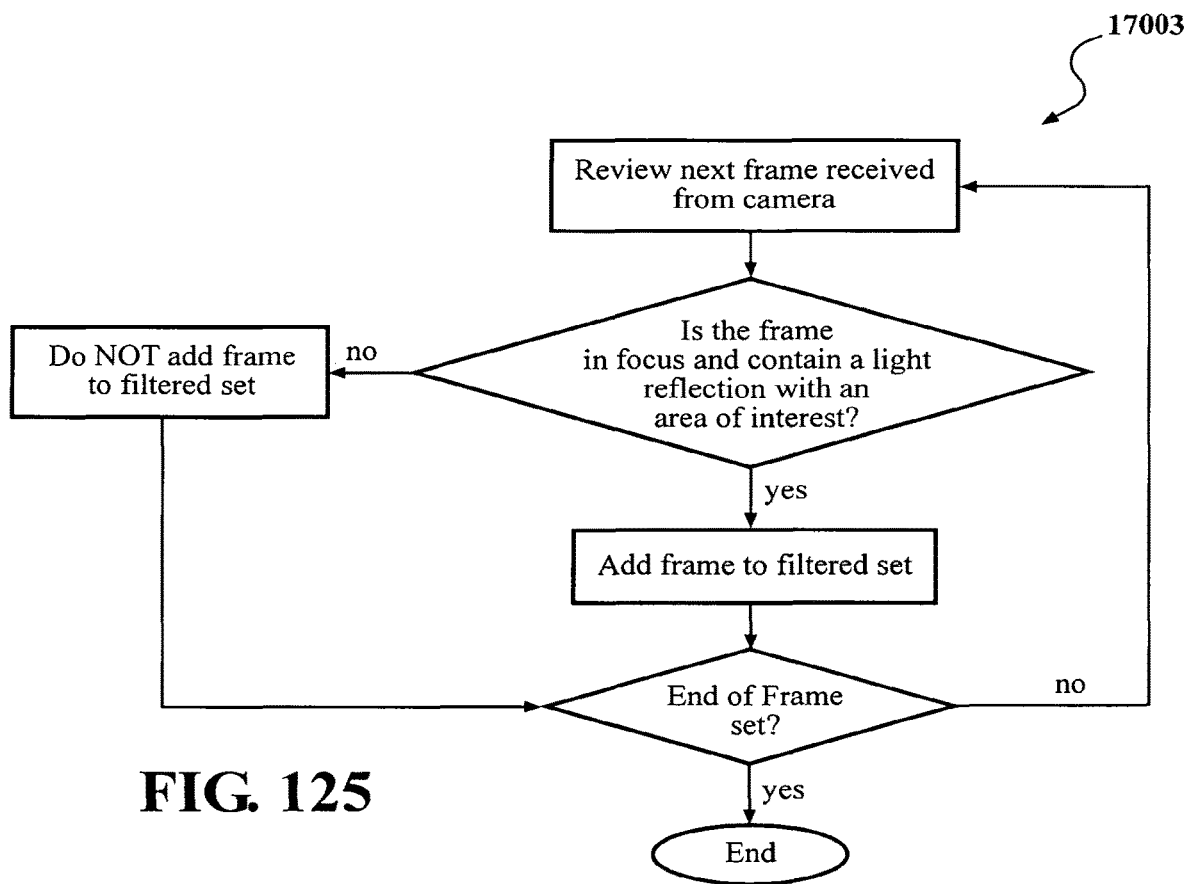 17003
Review next frame received
from camera
Is the frame
in focus and contain a light
reflection with an
area of interest?
no
Do NOT add frame
to filtered set
yes
Add frame to filtered set
End of Frame
set?
no
yes
End
FIG. 125